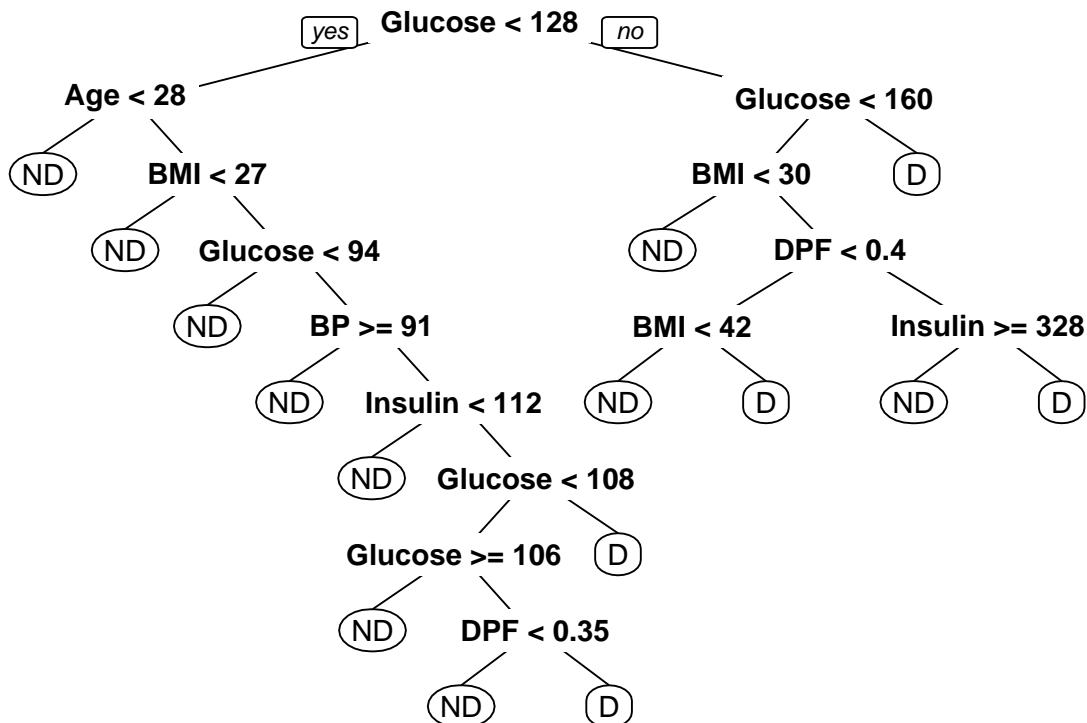 yes Glucose < 128 no
Age < 28 Glucose < 160
ND BMI < 27 BMI < 30 D
ND Glucose < 94 ND DPF < 0.4
ND BP >= 91 BMI < 42 Insulin >= 328
ND Insulin < 112 ND D ND D
ND Glucose < 108
Glucose >= 106 D
ND DPF < 0.35
ND D